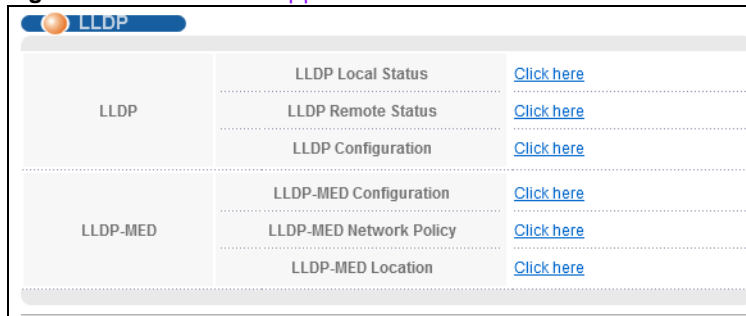 LLDP
LLDP
LLDP Local Status Click here
LLDP Remote Status Click here
LLDP Configuration Click here
LLDP-MED
LLDP-MED Configuration Click here
LLDP-MED Network Policy Click here
LLDP-MED Location Click here